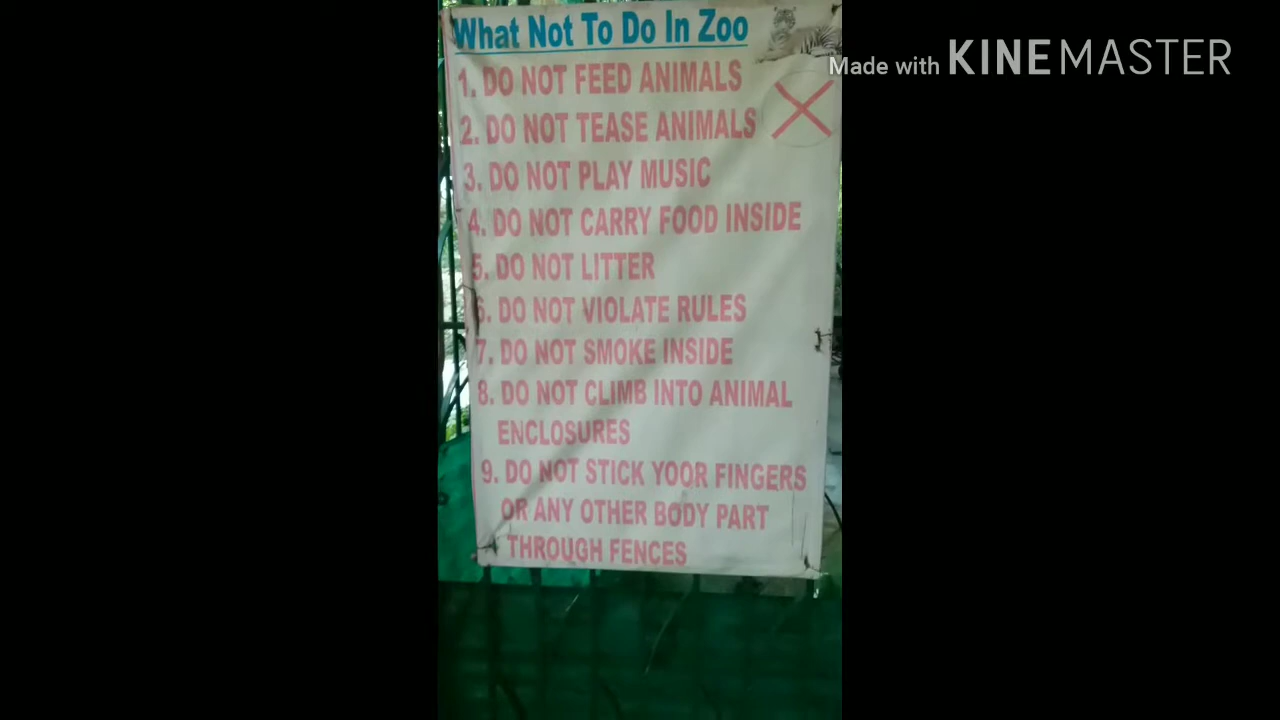 What Not To Do In Zoo
1. DO NOT FEED ANIMALS
2. DO NOT TEASE ANIMALS
3. DO NOT PLAY MUSIC
4. DO NOT CARRY FOOD INSIDE
5. DO NOT LITTER
6. DO NOT VIOLATE RULES
7. DO NOT SMOKE INSIDE
8. DO NOT CLIMB INTO ANIMAL
ENCLOSURES
9. DO NOT STICK YOOR FINGERS
OR ANY OTHER BODY PART
THROUGH FENCES
Made with KINEMASTER